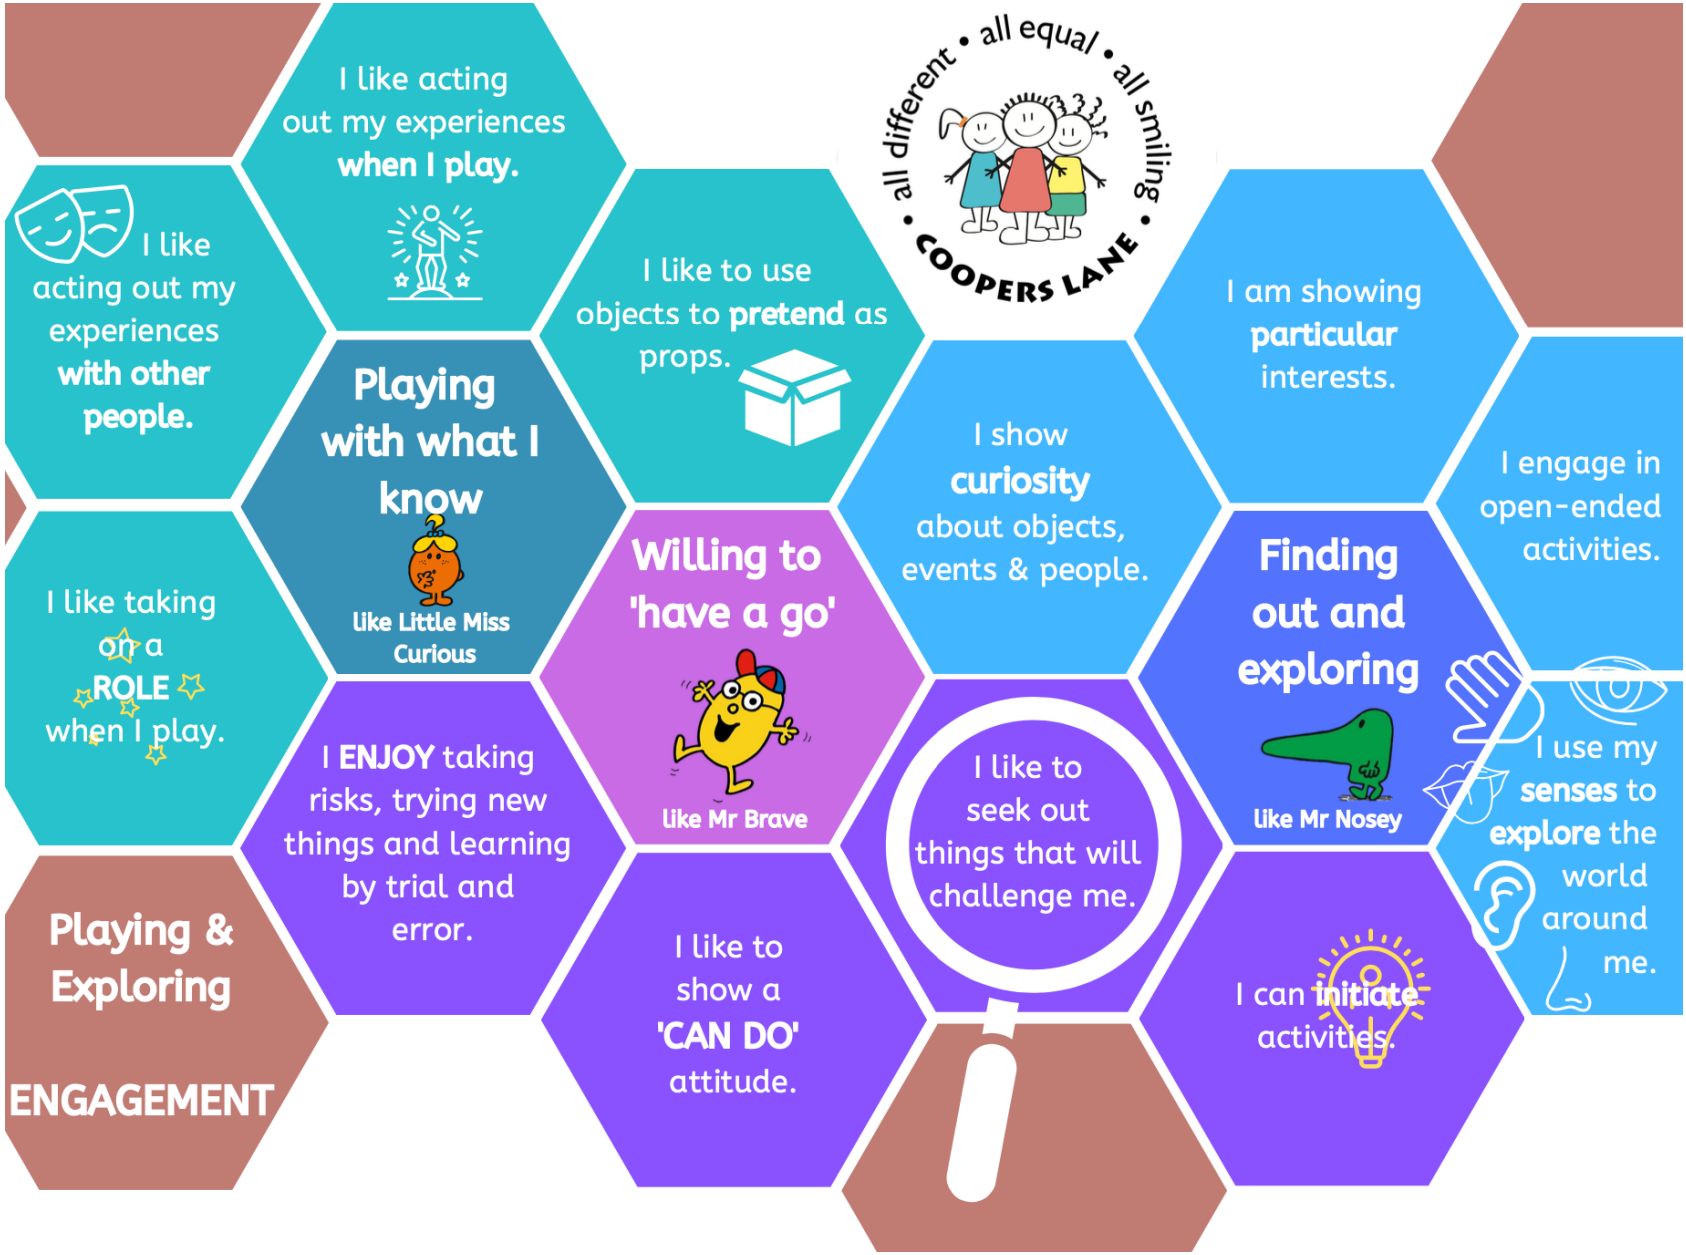 I like acting
out my experiences
when I play.
all different • all equal • all smiling
• COOPERS LANE •
I like
acting out my
experiences
with other
people.
I like to use
objects to pretend as
props.
I am showing
particular
interests.
Playing
with what I
know
like Little Miss
Curious
I show
curiosity
about objects,
events & people.
I engage in
open-ended
activities.
I like taking
on a
ROLE
when I play.
Willing to
'have a go'
like Mr Brave
Finding
out and
exploring
like Mr Nosey
I ENJOY taking
risks, trying new
things and learning
by trial and
error.
I like to
seek out
things that will
challenge me.
I use my
senses to
explore the
world
around
me.
Playing &
Exploring
ENGAGEMENT
I like to
show a
'CAN DO'
attitude.
I can initiate
activities.